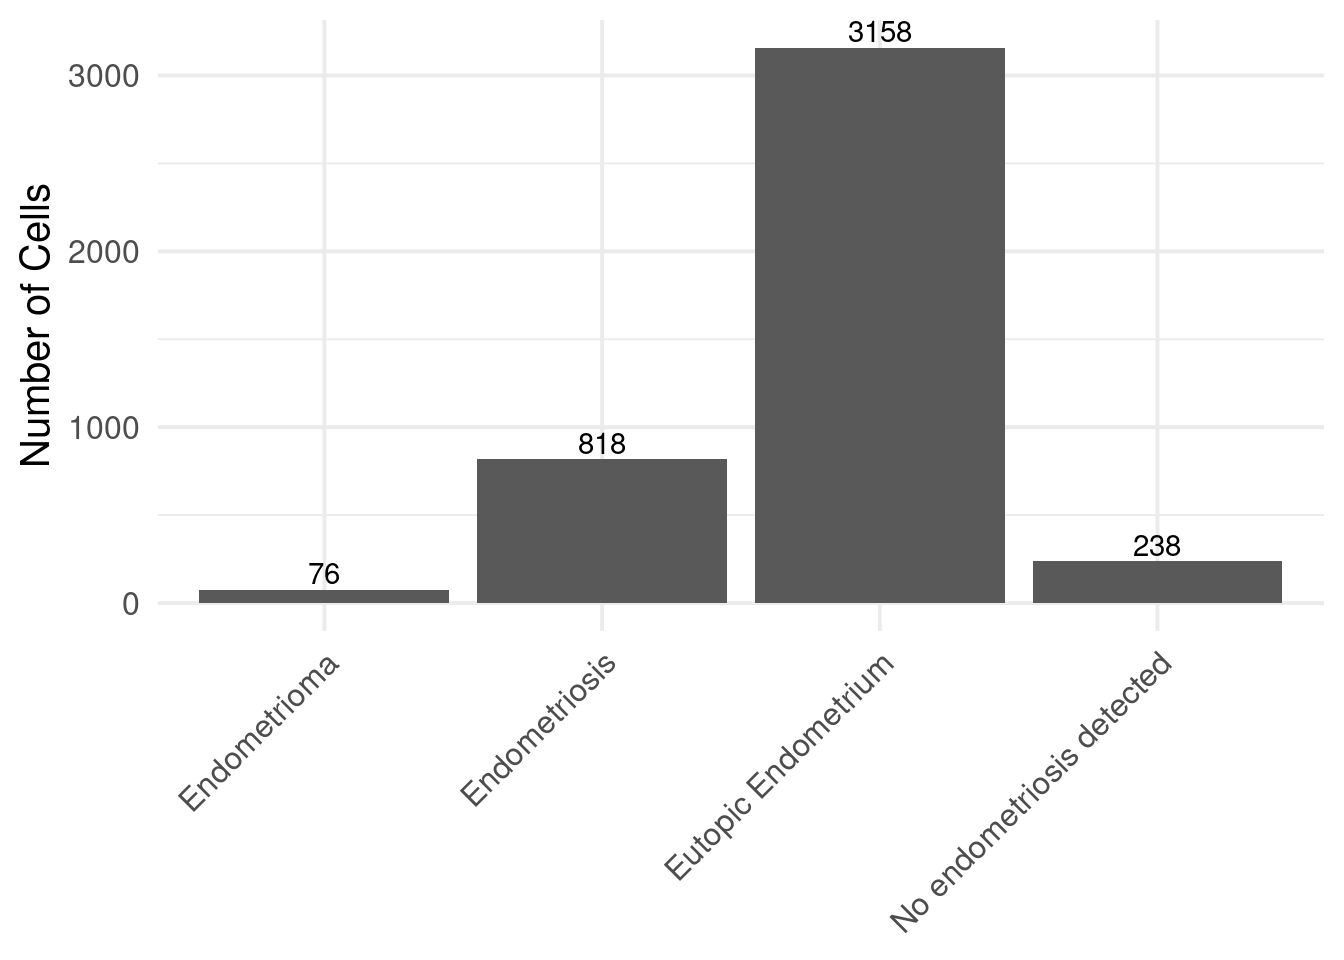 Number of Cells
3000
2000
1000
0
76
818
3158
238
Endometrioma
Endometriosis
Eutopic Endometrium
No endometriosis detected